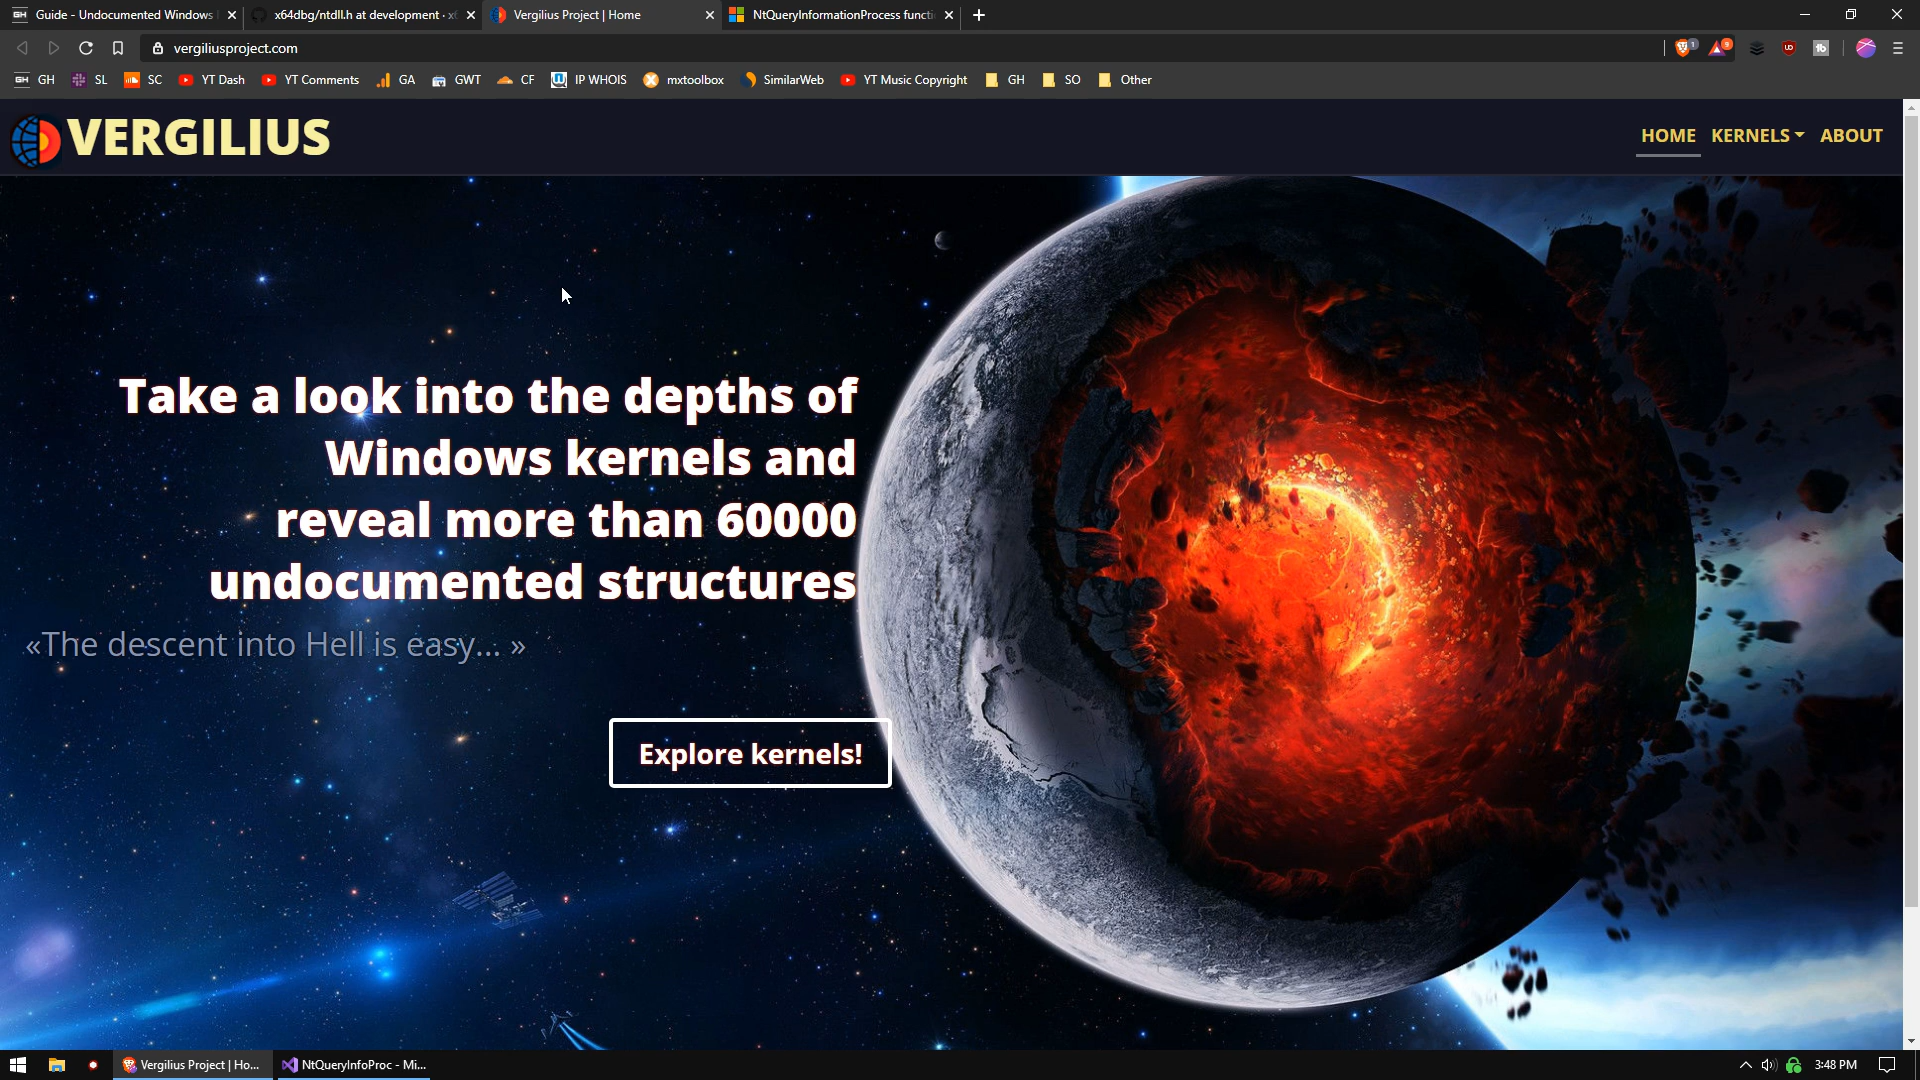 Guide - Undocumented Windows
x64dbg/ntdll.h at development · x
Vergilius Project | Home
NtQueryInformationProcess functi
vergiliusproject.com
1
9
GH GH
SL
SC
YT Dash
YT Comments
GA
GWT
CF
IP WHOIS
mxtoolbox
SimilarWeb
YT Music Copyright
GH
SO
Other
VERGILIUS
HOME
KERNELS
ABOUT
Take a look into the depths of
Windows kernels and
reveal more than 60000
undocumented structures
«The descent into Hell is easy... »
Explore kernels!
Vergilius Project | Ho...
NtQueryInfoProc - Mi...
3:48 PM